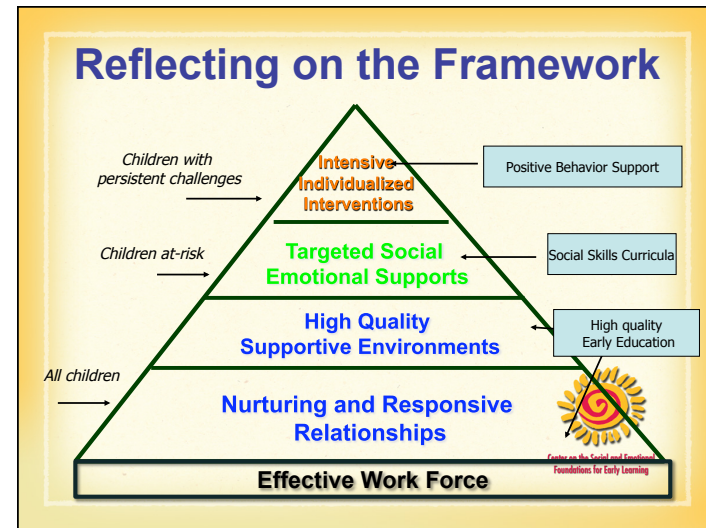 Reflecting on the Framework
Children with
persistent challenges
Intensive
Individualized
Interventions
Positive Behavior Support
Children at-risk
Targeted Social
Emotional Supports
Social Skills Curricula
High Quality
Supportive Environments
High quality
Early Education
All children
Nurturing and Responsive
Relationships
Center on the Social and Emotional
Foundations for Early Learning
Effective Work Force